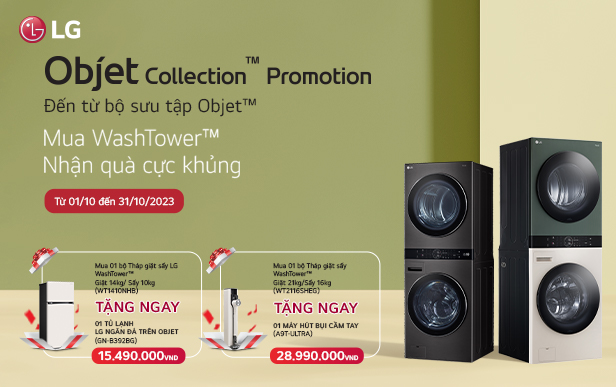 LG
Objet Collection™ Promotion
Đến từ bộ sưu tập Objet™
Mua WashTower™
Nhận quà cực khủng
Từ 01/10 đến 31/10/2023
Mua 01 bộ Tháp giặt sấy LG
WashTower™
Giặt 14kg/ Sấy 10kg
(WT1410NHB)
TẶNG NGAY
01 TỦ LẠNH
LG NGĂN ĐÁ TRÊN OBJET
(GN-B392BG)
15,490,000VND
Mua 01 bộ Tháp giặt sấy
WashTower™
Giặt 21kg/Sấy 16kg
(WT2116SHEG)
TẶNG NGAY
01 MÁY HÚT BỤI CẦM TAY
(A9T-ULTRA)
28,990,000VND